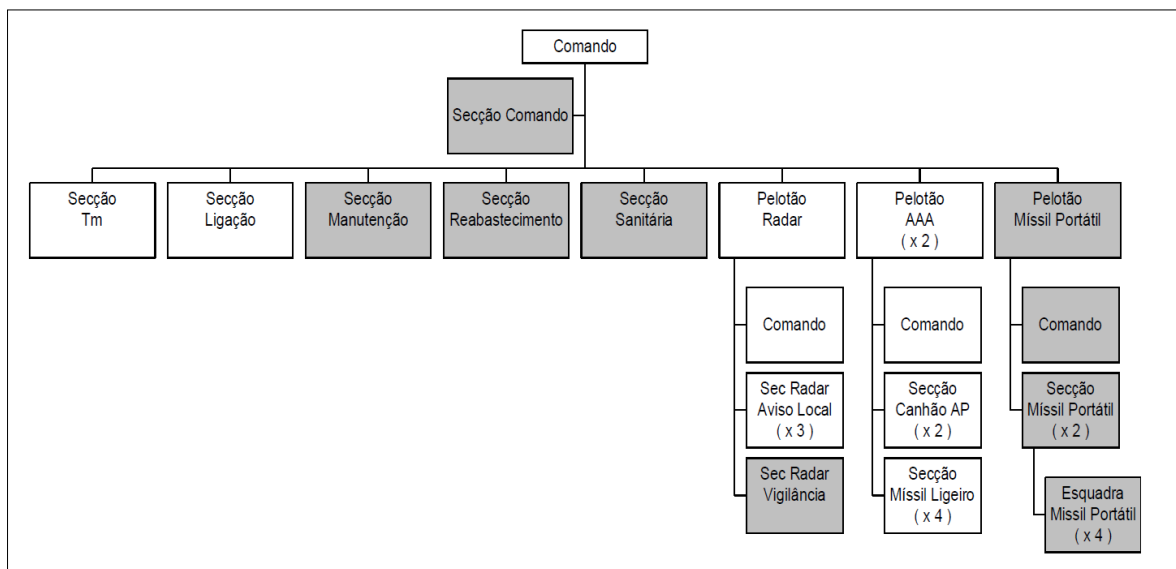 Comando
Secção Comando
Secção
Tm
Secção
Ligação
Secção
Manutenção
Secção
Reabastecimento
Secção
Sanitária
Pelotão
Radar
Pelotão
AAA
( x 2 )
Pelotão
Míssil Portátil
Comando
Sec Radar
Aviso Local
( x 3 )
Sec Radar
Vigilância
Comando
Secção
Canhão AP
( x 2 )
Secção
Míssil Ligeiro
( x 4 )
Comando
Secção
Míssil Portátil
( x 2 )
Esquadra
Missil Portátil
( x 4 )